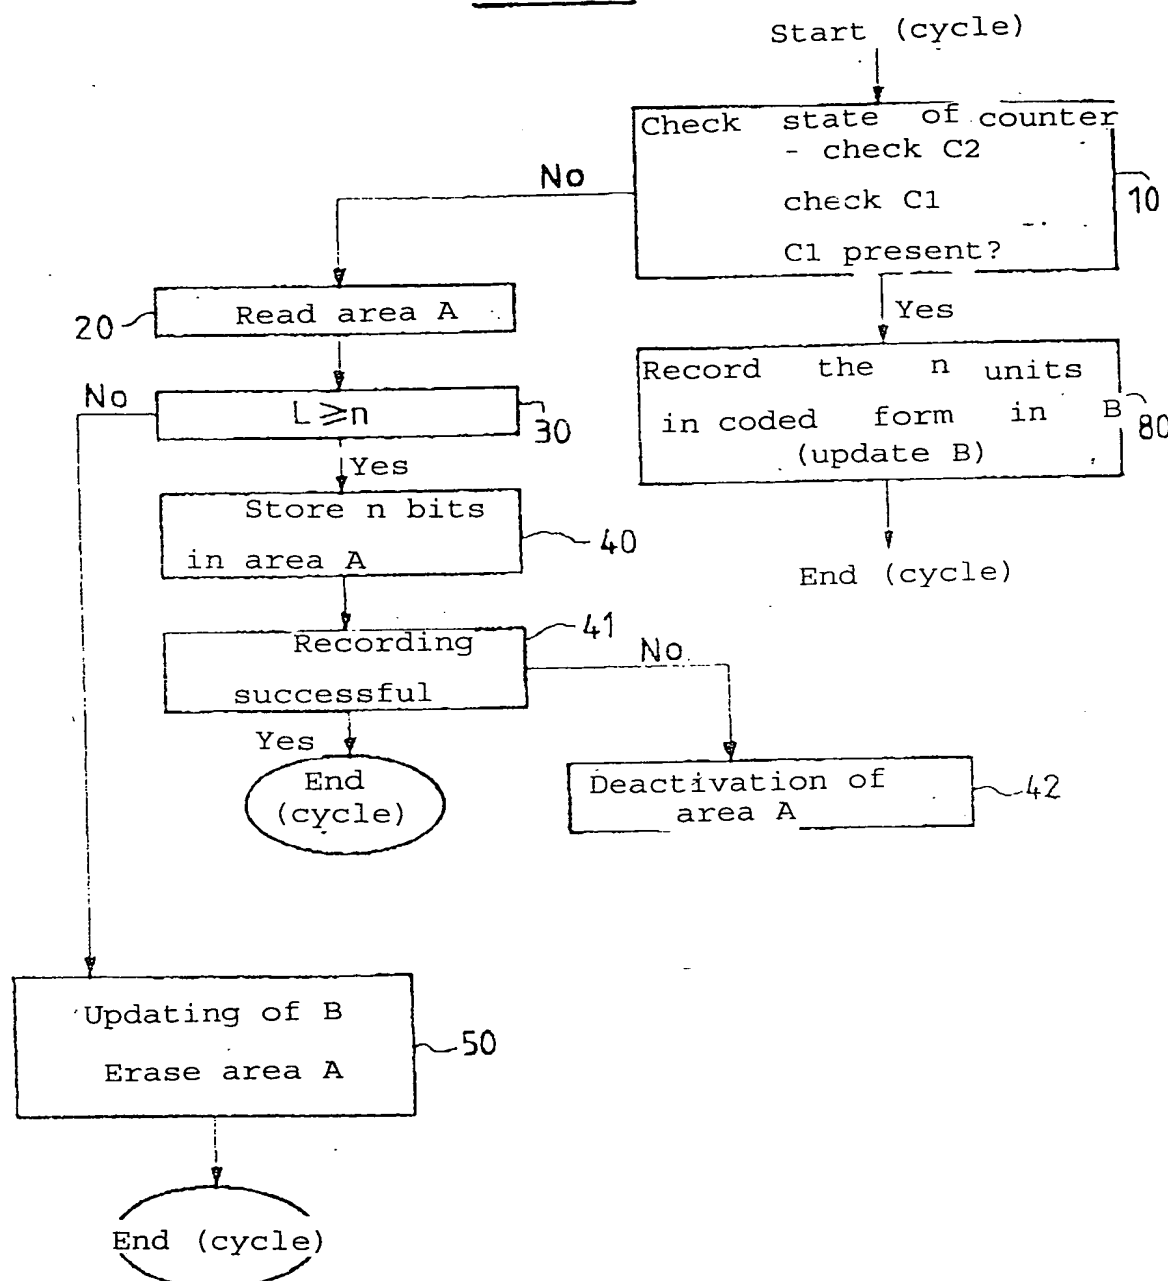 Start (cycle)
Check state of counter
- check C2
check C1
C1 present?
10
No
Yes
Read area A
20
Record the n units
in coded form in B
(update B)
80
No
L ≥ n
30
Yes
Store n bits
in area A
40
End (cycle)
Recording
successful
41
No
Yes
End
(cycle)
Deactivation of
area A
42
Updating of B
Erase area A
50
End (cycle)